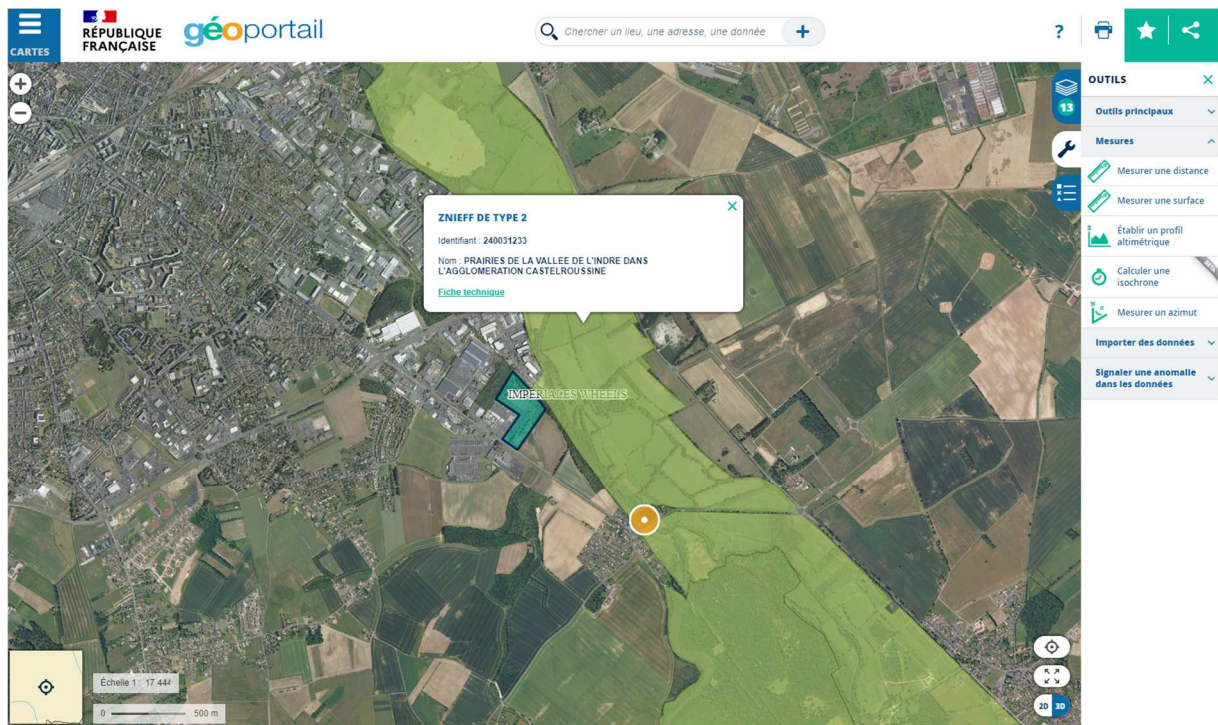 CARTES
RÉPUBLIQUE
FRANÇAISE
géoportail
Chercher un lieu, une adresse, une donnée
+
?
+
−
13
OUTILS
Outils principaux
Mesures
Mesurer une distance
Mesurer une surface
Établir un profil
altimétrique
Calculer une
isochrone
Mesurer un azimut
Importer des données
Signaler une anomalie
dans les données
ZNIEFF DE TYPE 2
Identifiant : 240031233
Nom : PRAIRIES DE LA VALLEE DE L'INDRE DANS
L'AGGLOMERATION CASTELROUSSINE
Fiche technique
IMPERIALES WHEELS
Échelle 1 : 17 444
0 500 m
2D 3D